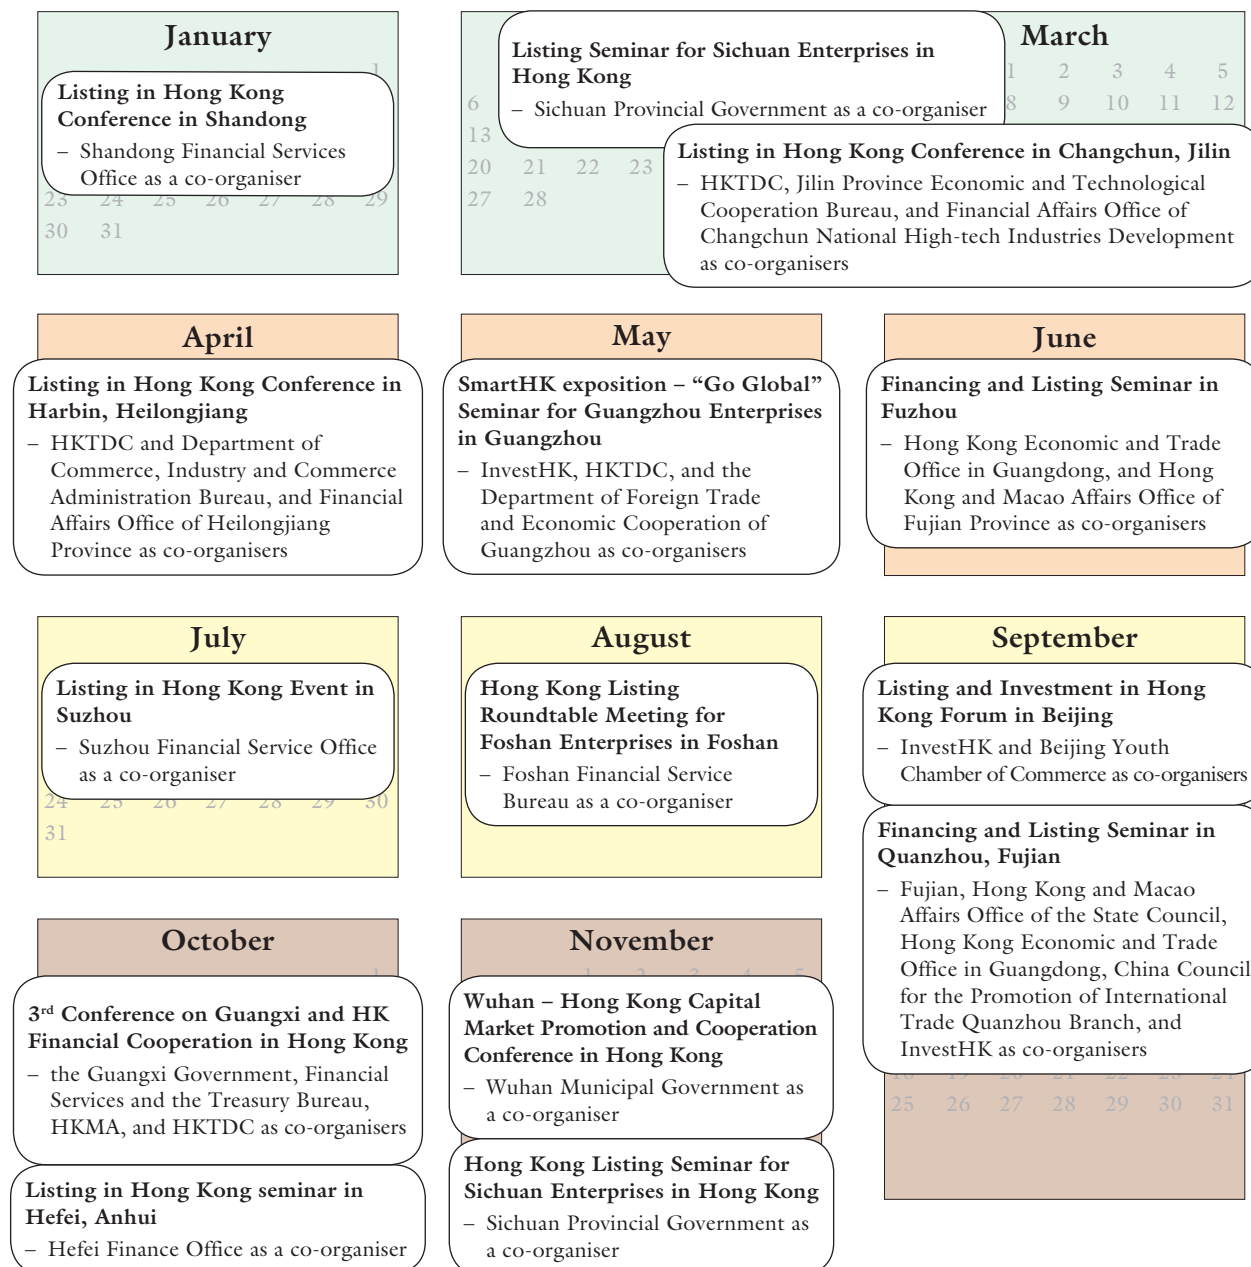 January
1
Listing in Hong Kong
Conference in Shandong
– Shandong Financial Services
Office as a co-organiser
23 24 25 26 27 28 29
30 31
Listing Seminar for Sichuan Enterprises in
Hong Kong
– Sichuan Provincial Government as a co-organiser
6
13
20 21 22 23
27 28
March
1 2 3 4 5
8 9 10 11 12
Listing in Hong Kong Conference in Changchun, Jilin
– HKTDC, Jilin Province Economic and Technological
Cooperation Bureau, and Financial Affairs Office of
Changchun National High-tech Industries Development
as co-organisers
April
Listing in Hong Kong Conference in
Harbin, Heilongjiang
– HKTDC and Department of
Commerce, Industry and Commerce
Administration Bureau, and Financial
Affairs Office of Heilongjiang
Province as co-organisers
May
SmartHK exposition – “Go Global”
Seminar for Guangzhou Enterprises
in Guangzhou
– InvestHK, HKTDC, and the
Department of Foreign Trade
and Economic Cooperation of
Guangzhou as co-organisers
June
Financing and Listing Seminar in
Fuzhou
– Hong Kong Economic and Trade
Office in Guangdong, and Hong
Kong and Macao Affairs Office of
Fujian Province as co-organisers
July
Listing in Hong Kong Event in
Suzhou
– Suzhou Financial Service Office
as a co-organiser
24 25 26 27 28 29 30
31
August
Hong Kong Listing
Roundtable Meeting for
Foshan Enterprises in Foshan
– Foshan Financial Service
Bureau as a co-organiser
September
Listing and Investment in Hong
Kong Forum in Beijing
– InvestHK and Beijing Youth
Chamber of Commerce as co-organisers
Financing and Listing Seminar in
Quanzhou, Fujian
– Fujian, Hong Kong and Macao
Affairs Office of the State Council,
Hong Kong Economic and Trade
Office in Guangdong, China Council
for the Promotion of International
Trade Quanzhou Branch, and
InvestHK as co-organisers
18 19 20 21 22 23 24
25 26 27 28 29 30 31
October
1
3rd Conference on Guangxi and HK
Financial Cooperation in Hong Kong
– the Guangxi Government, Financial
Services and the Treasury Bureau,
HKMA, and HKTDC as co-organisers
Listing in Hong Kong seminar in
Hefei, Anhui
– Hefei Finance Office as a co-organiser
November
1 2 3 4 5
Wuhan – Hong Kong Capital
Market Promotion and Cooperation
Conference in Hong Kong
– Wuhan Municipal Government as
a co-organiser
Hong Kong Listing Seminar for
Sichuan Enterprises in Hong Kong
– Sichuan Provincial Government as
a co-organiser